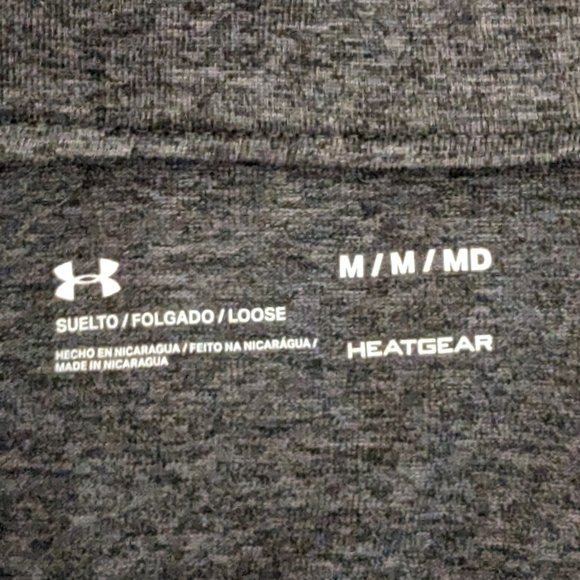 M / M / MD
SUELTO / FOLGADO / LOOSE
HECHO EN NICARAGUA / FEITO NA NICARÁGUA /
MADE IN NICARAGUA
HEATGEAR